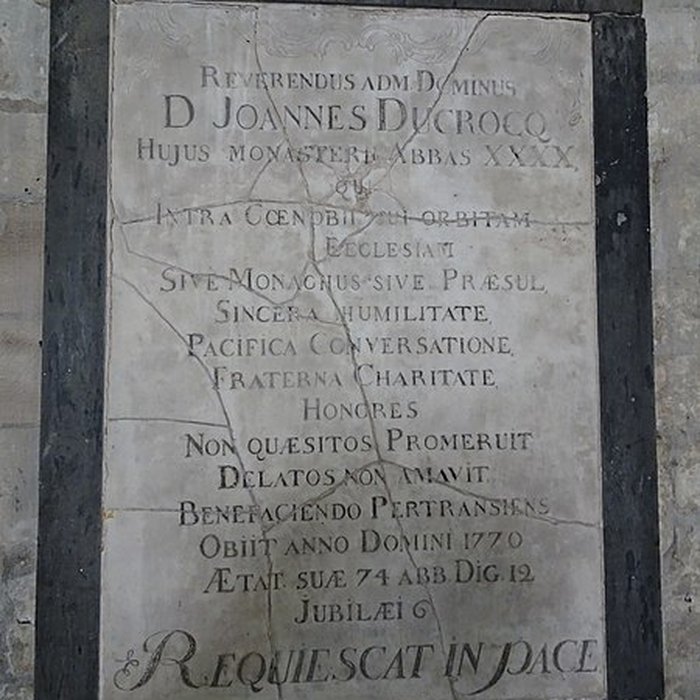 REVERENDUS ADM. DOMINUS
D JOANNES DUCROCQ
HUJUS MONASTERII ABBAS XXXX,
QUI
INTRA CŒNOBII SUI ORBITAM
ECCLESIAM
SIVE MONACHUS SIVE PRÆSUL,
SINCERA HUMILITATE,
PACIFICA CONVERSATIONE,
FRATERNA CHARITATE,
HONORES
NON QUÆSITOS PROMERUIT
DELATOS NON AMAVIT.
BENEFACIENDO PERTRANSIENS
OBIIT ANNO DOMINI 1770
ÆTAT. SUÆ 74 ABB. DIG. 12
JUBILÆI 6
REQUIESCAT IN PACE